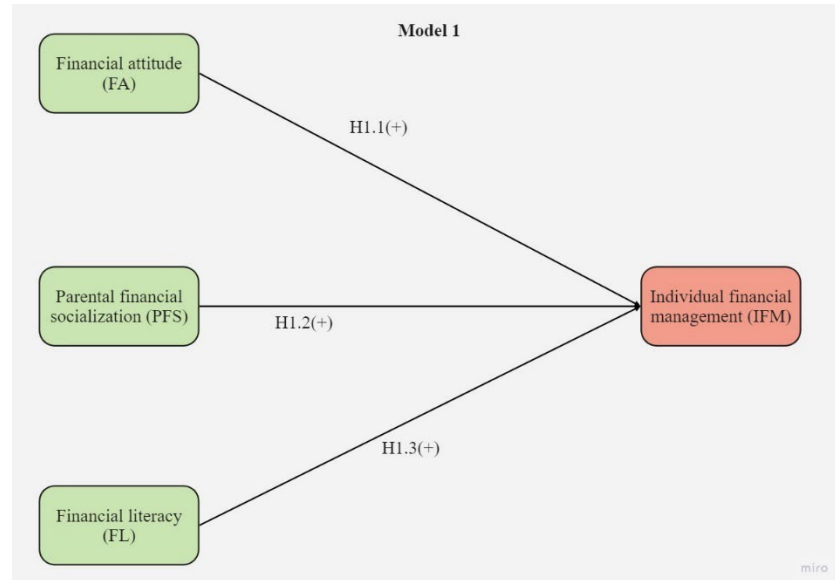 Model 1
Financial attitude
(FA)
H1.1(+)
Parental financial
socialization (PFS)
H1.2(+)
Individual financial
management (IFM)
H1.3(+)
Financial literacy
(FL)
miro